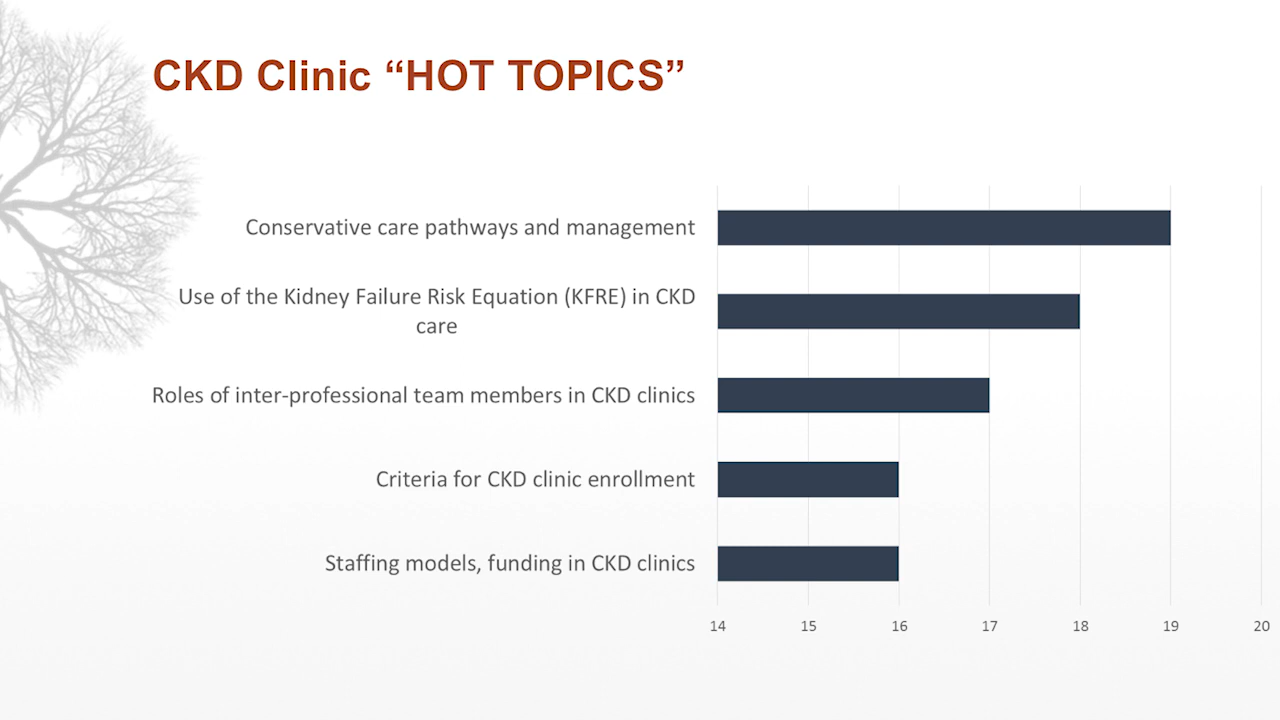 CKD Clinic “HOT TOPICS”
Conservative care pathways and management
Use of the Kidney Failure Risk Equation (KFRE) in CKD
care
Roles of inter-professional team members in CKD clinics
Criteria for CKD clinic enrollment
Staffing models, funding in CKD clinics
14 15 16 17 18 19 20